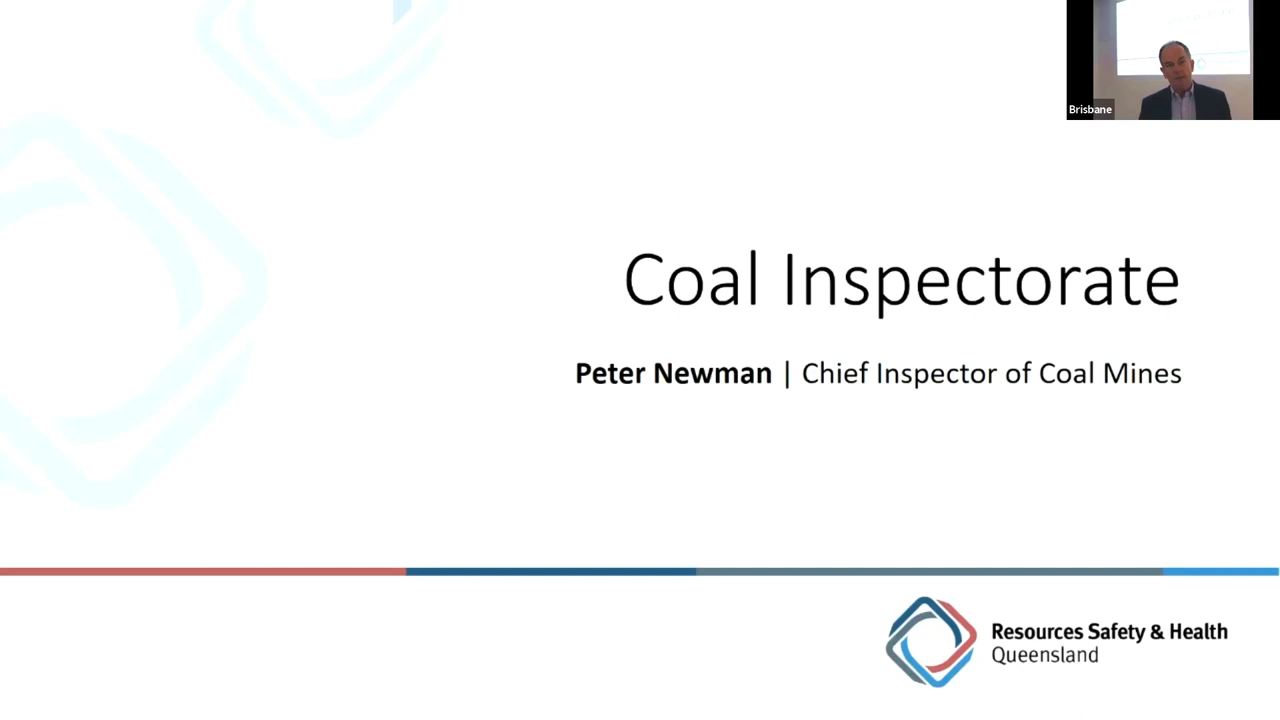 Brisbane
Coal Inspectorate
Peter Newman | Chief Inspector of Coal Mines
Resources Safety & Health
Queensland